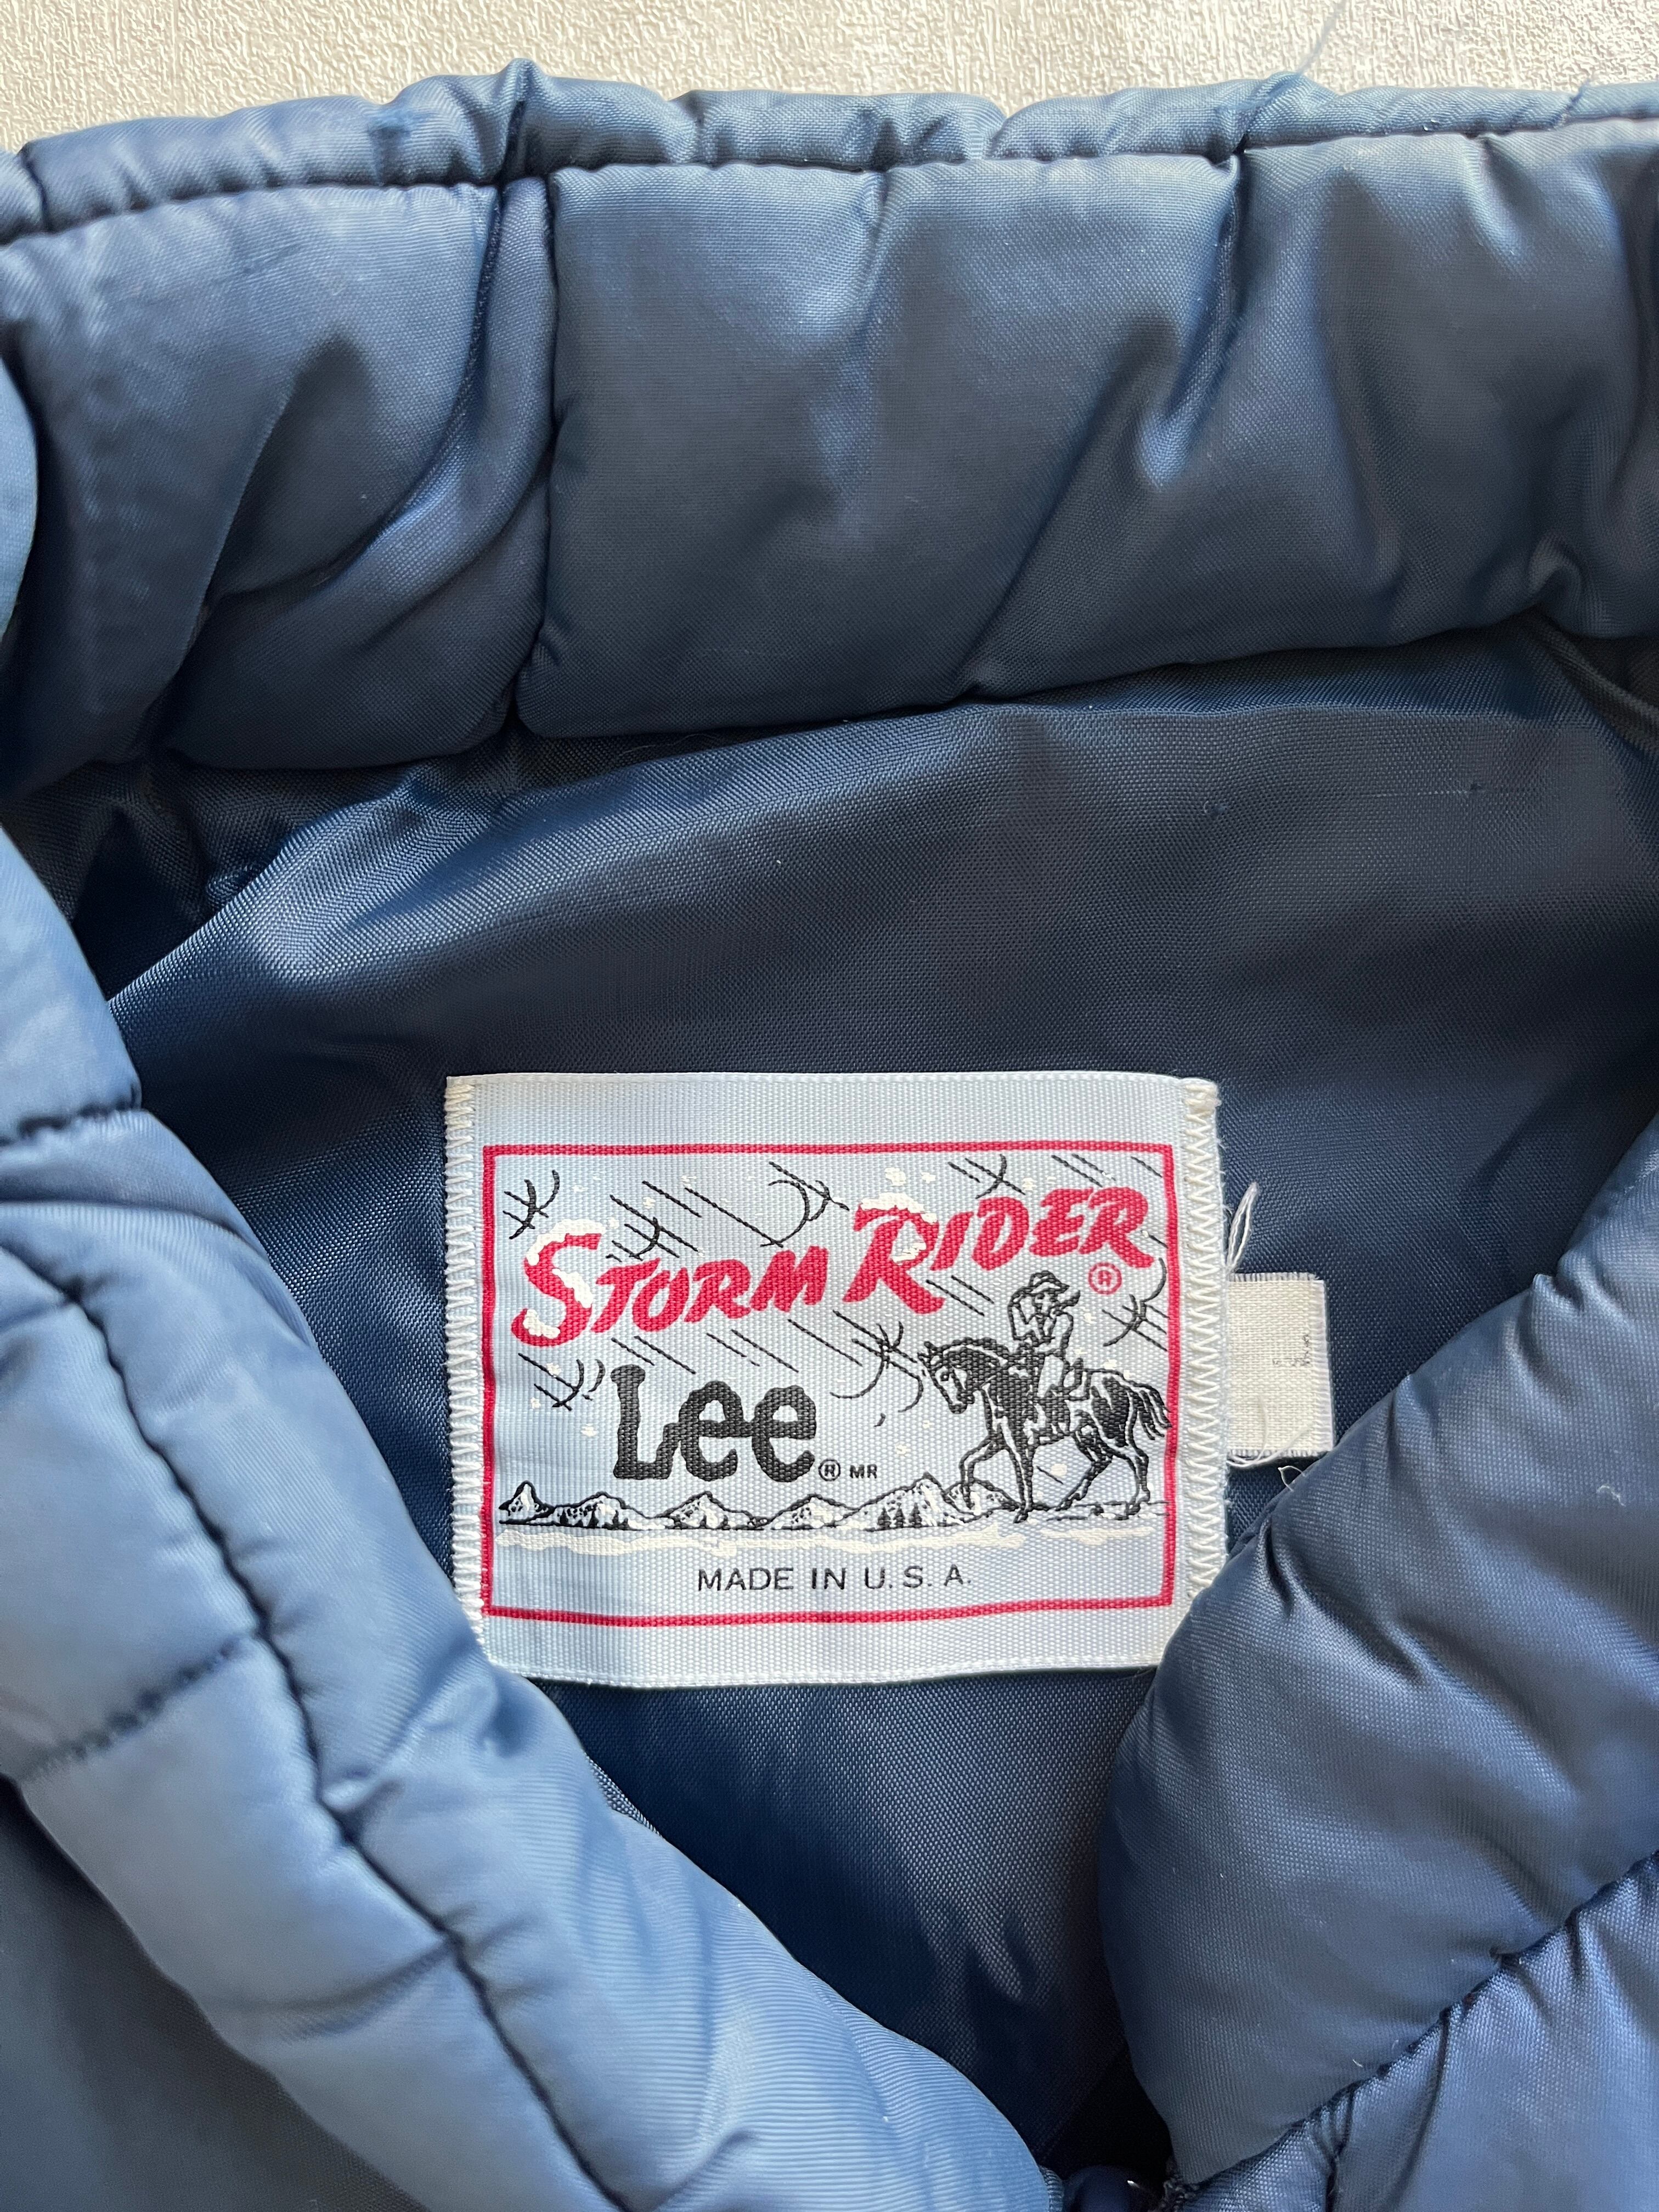 STORM RIDER ®
Lee ® MR
MADE IN U.S.A.